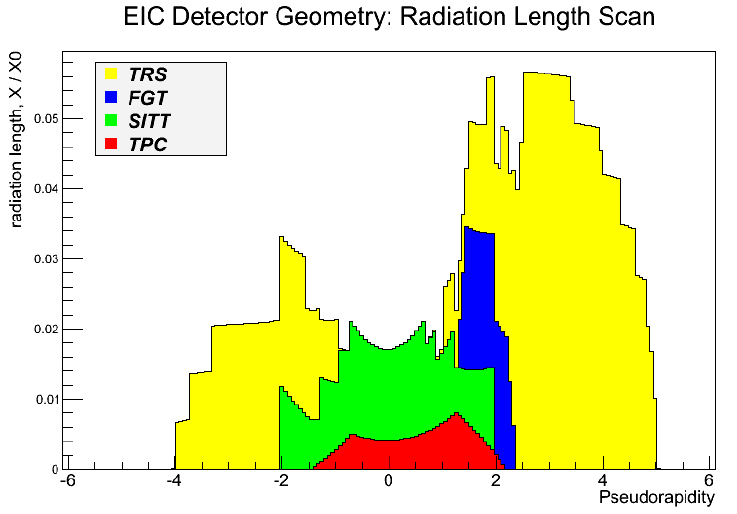 EIC Detector Geometry: Radiation Length Scan
radiation length, X / X0
TRS
FGT
SITT
TPC
0.05
0.04
0.03
0.02
0.01
0
-6 -4 -2 0 2 4 6
Pseudorapidity